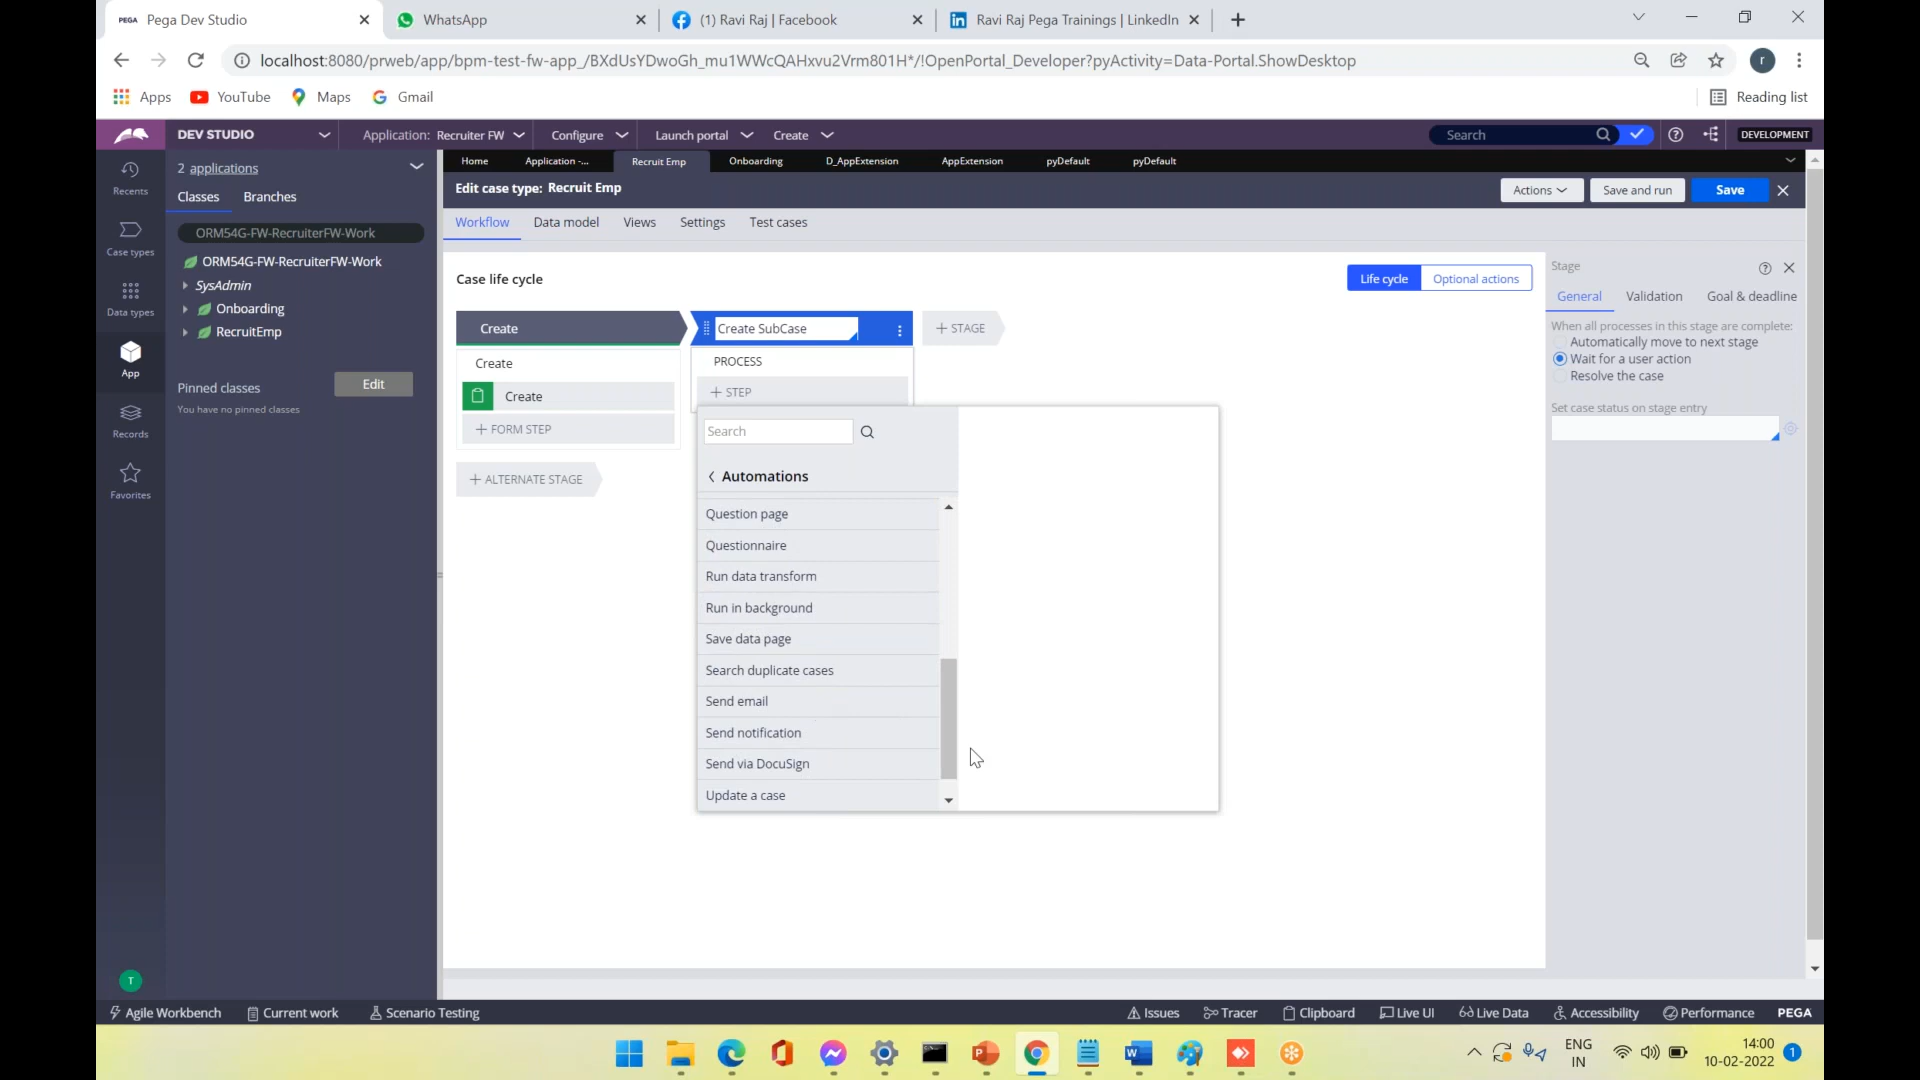 PEGA Pega Dev Studio
WhatsApp
(1) Ravi Raj | Facebook
in Ravi Raj Pega Trainings | LinkedIn
localhost:8080/prweb/app/bpm-test-fw-app_/BXdUsYDwoGh_mu1WWcQAHxvu2Vrm801H*/!OpenPortal_Developer?pyActivity=Data-Portal.ShowDesktop
r
Apps
YouTube
Maps
Gmail
Reading list
DEV STUDIO
Application: Recruiter FW
Configure
Launch portal
Create
Search
DEVELOPMENT
Recents
Case types
Data types
App
Records
Favorites
T
2 applications
Classes
Branches
ORM54G-FW-RecruiterFW-Work
ORM54G-FW-RecruiterFW-Work
SysAdmin
Onboarding
RecruitEmp
Pinned classes
Edit
You have no pinned classes
Home
Application -...
Recruit Emp
Onboarding
D_AppExtension
AppExtension
pyDefault
pyDefault
Edit case type: Recruit Emp
Actions
Save and run
Save
Workflow
Data model
Views
Settings
Test cases
Case life cycle
Life cycle
Optional actions
Create
Create SubCase
+ STAGE
Create
Create
+ FORM STEP
+ ALTERNATE STAGE
PROCESS
+ STEP
Search
Automations
Question page
Questionnaire
Run data transform
Run in background
Save data page
Search duplicate cases
Send email
Send notification
Send via DocuSign
Update a case
Stage
General
Validation
Goal & deadline
When all processes in this stage are complete:
Automatically move to next stage
Wait for a user action
Resolve the case
Set case status on stage entry
Agile Workbench
Current work
Scenario Testing
Issues
Tracer
Clipboard
Live UI
Live Data
Accessibility
Performance
PEGA
ENG
IN
14:00
10-02-2022
1